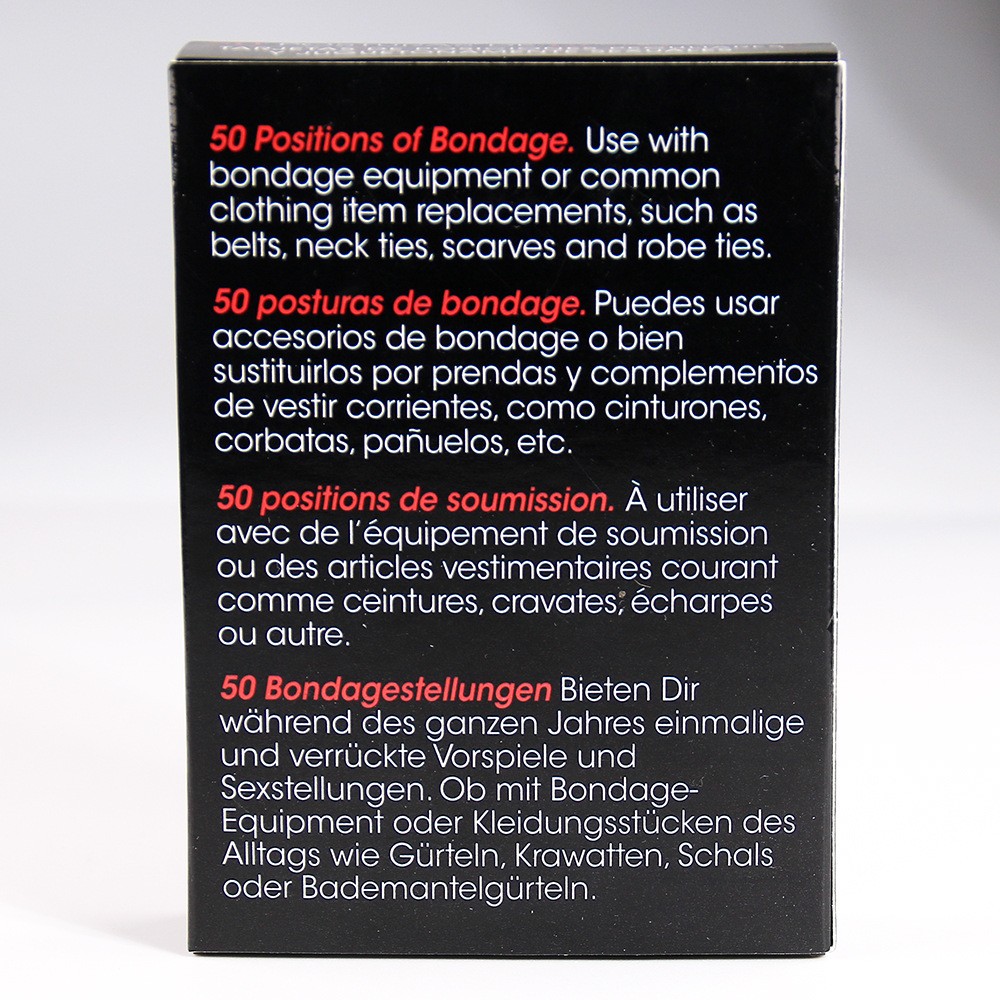 50 Positions of Bondage. Use with
bondage equipment or common
clothing item replacements, such as
belts, neck ties, scarves and robe ties.
50 posturas de bondage. Puedes usar
accesorios de bondage o bien
sustituirlos por prendas y complementos
de vestir corrientes, como cinturones,
corbatas, pañuelos, etc.
50 positions de soumission. À utiliser
avec de l'équipement de soumission
ou des articles vestimentaires courant
comme ceintures, cravates, écharpes
ou autre.
50 Bondagestellungen Bieten Dir
während des ganzen Jahres einmalige
und verrückte Vorspiele und
Sexstellungen. Ob mit Bondage-
Equipment oder Kleidungsstücken des
Alltags wie Gürteln, Krawatten, Schals
oder Bademantelgürteln.